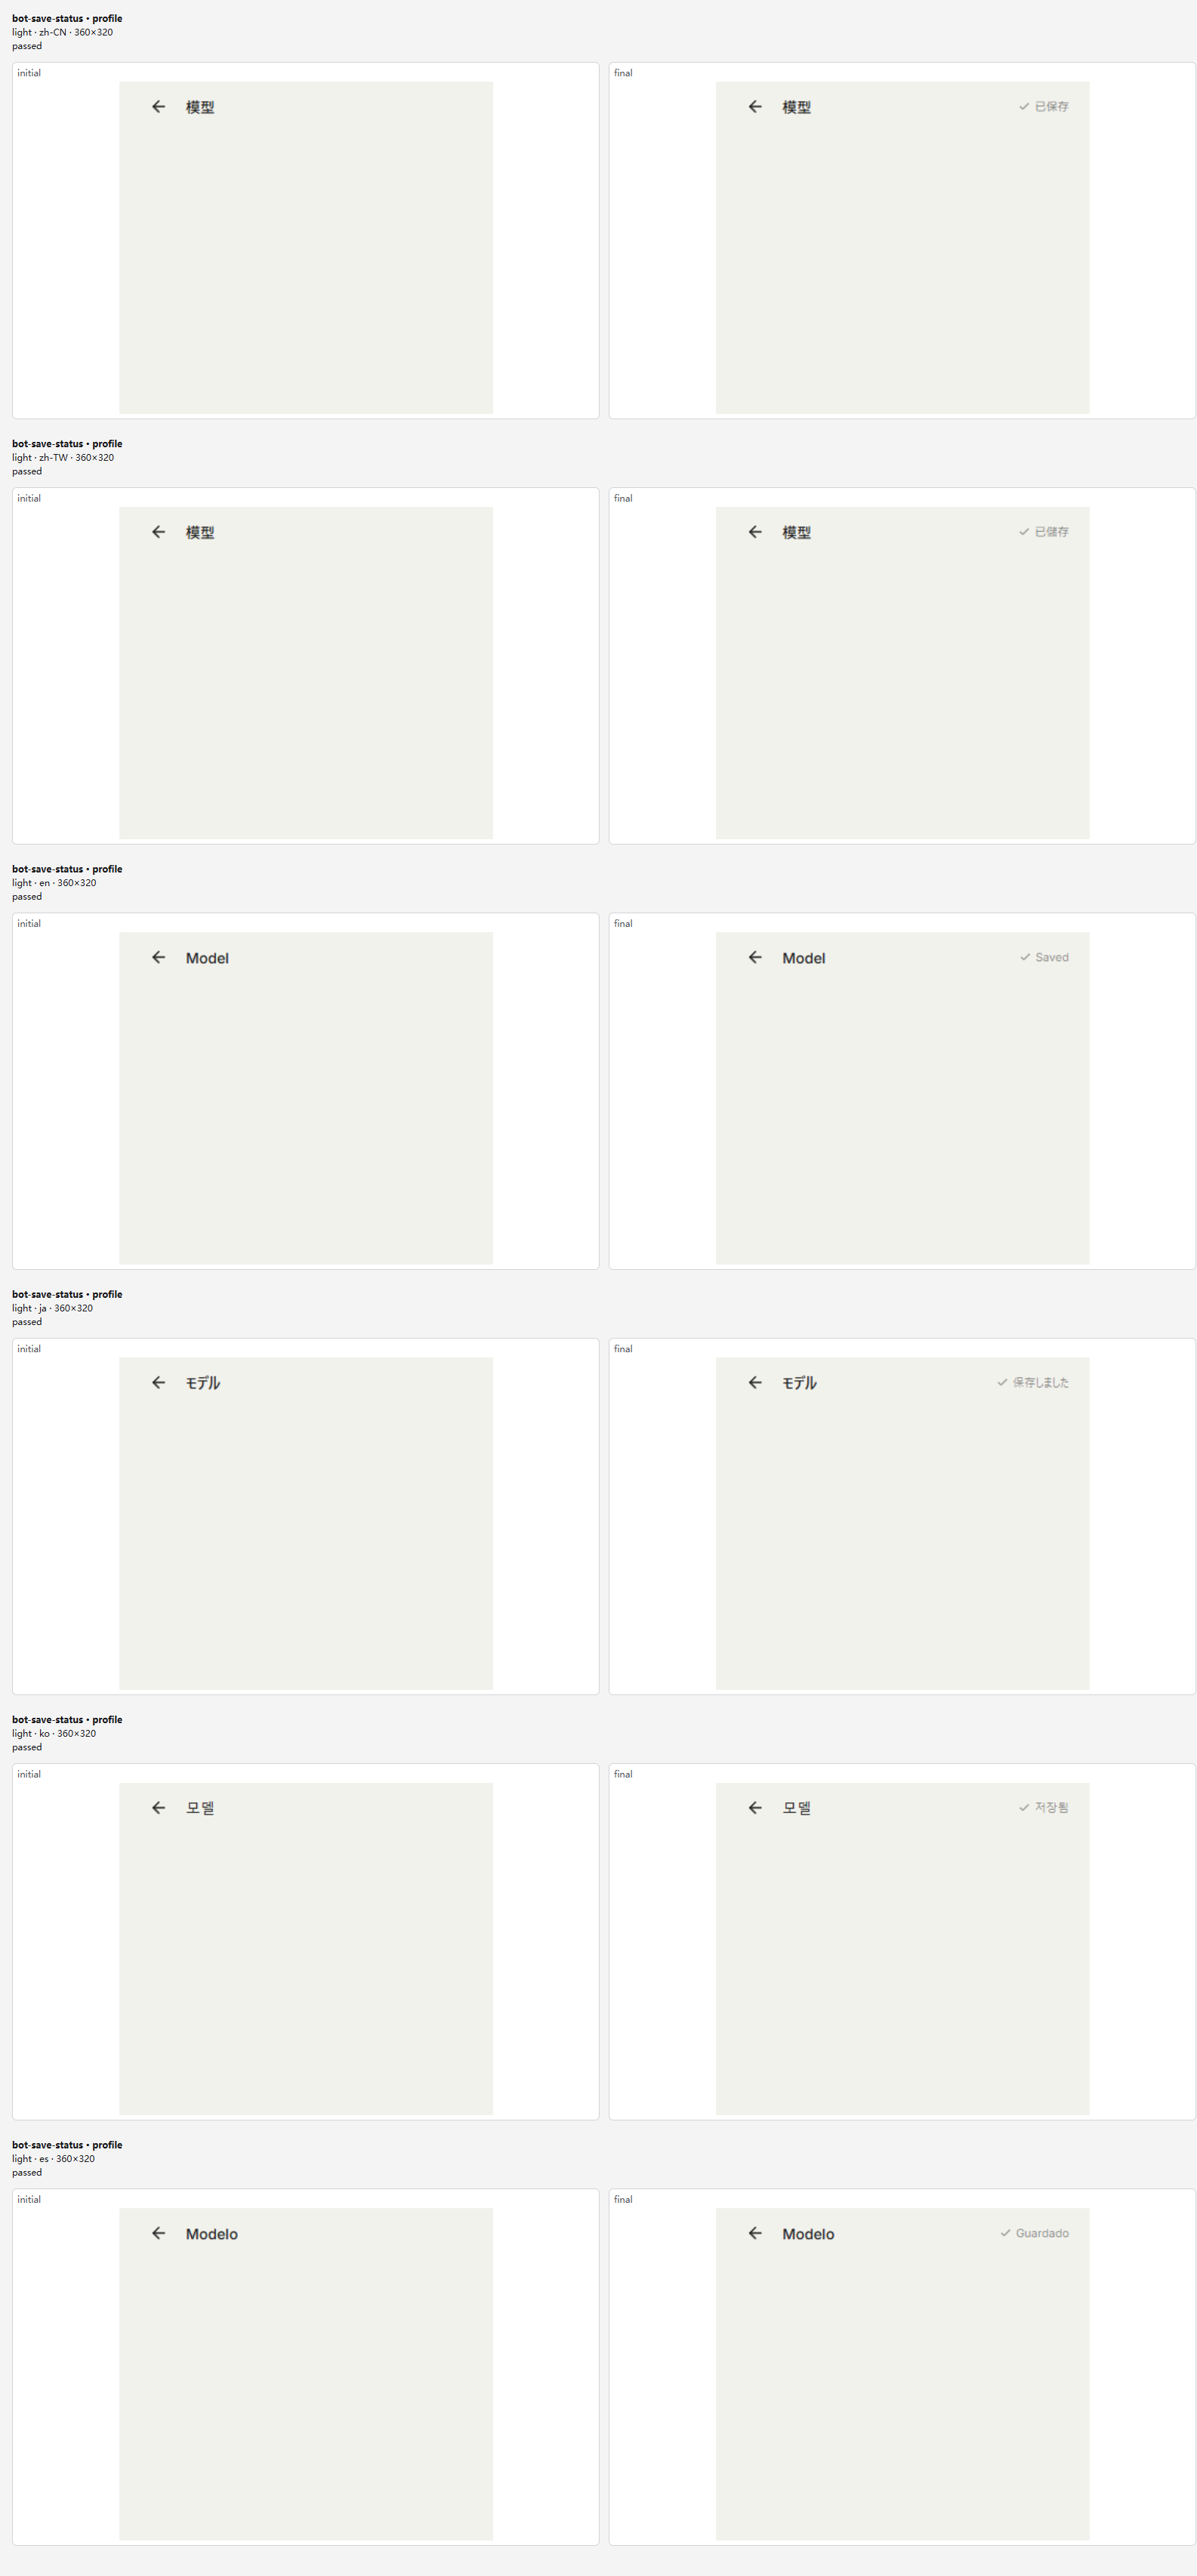 bot-save-status • profile
light · zh-CN · 360×320
passed
initial
模型
final
模型
已保存
bot-save-status • profile
light · zh-TW · 360×320
passed
initial
模型
final
模型
已儲存
bot-save-status • profile
light · en · 360×320
passed
initial
Model
final
Model
Saved
bot-save-status • profile
light · ja · 360×320
passed
initial
モデル
final
モデル
保存しました
bot-save-status • profile
light · ko · 360×320
passed
initial
모델
final
모델
저장됨
bot-save-status • profile
light · es · 360×320
passed
initial
Modelo
final
Modelo
Guardado